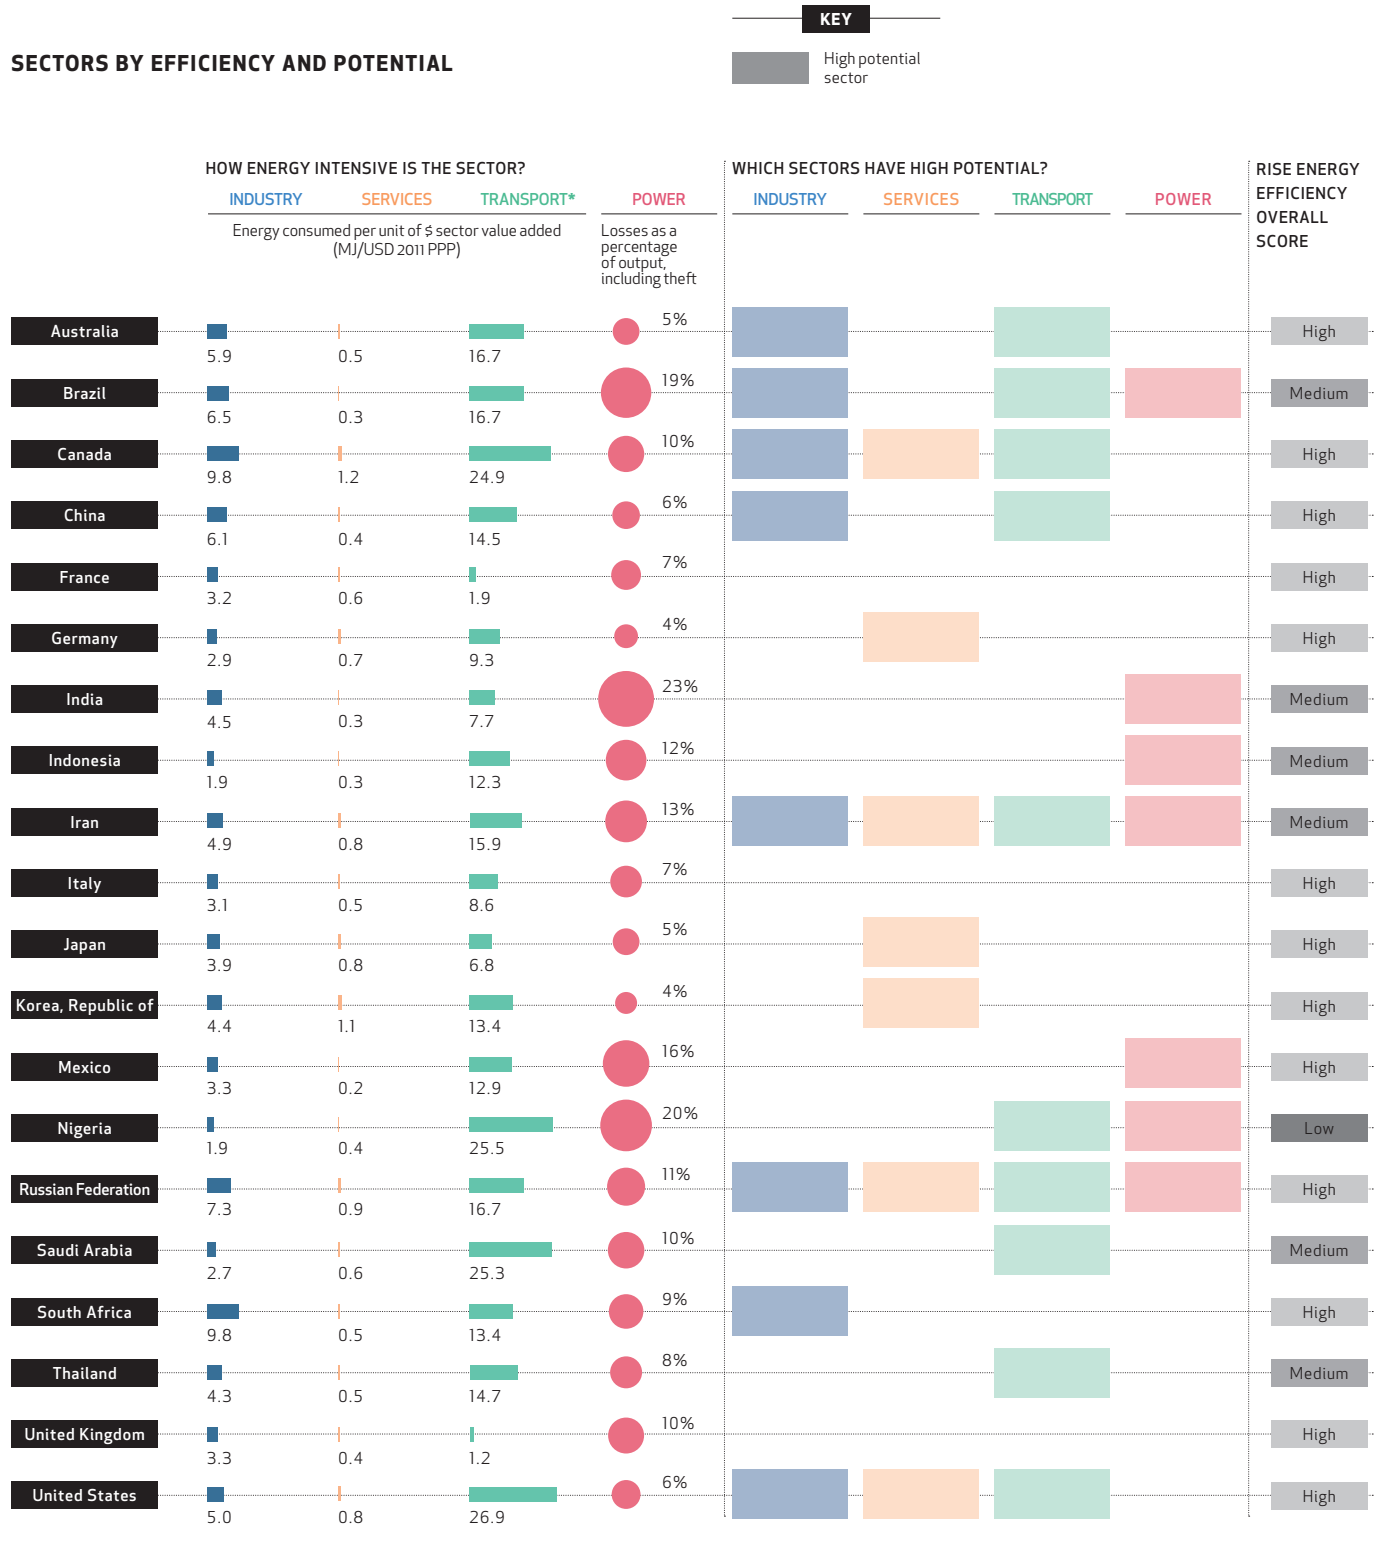 KEY
SECTORS BY EFFICIENCY AND POTENTIAL
High potential
sector
HOW ENERGY INTENSIVE IS THE SECTOR?
WHICH SECTORS HAVE HIGH POTENTIAL?
RISE ENERGY
EFFICIENCY
OVERALL
SCORE
INDUSTRY SERVICES TRANSPORT* POWER INDUSTRY SERVICES TRANSPORT POWER
Energy consumed per unit of $ sector value added
(MJ/USD 2011 PPP)
Losses as a
percentage
of output,
including theft
Australia 5.9 0.5 16.7 5% High
Brazil 6.5 0.3 16.7 19% Medium
Canada 9.8 1.2 24.9 10% High
China 6.1 0.4 14.5 6% High
France 3.2 0.6 1.9 7% High
Germany 2.9 0.7 9.3 4% High
India 4.5 0.3 7.7 23% Medium
Indonesia 1.9 0.3 12.3 12% Medium
Iran 4.9 0.8 15.9 13% Medium
Italy 3.1 0.5 8.6 7% High
Japan 3.9 0.8 6.8 5% High
Korea, Republic of 4.4 1.1 13.4 4% High
Mexico 3.3 0.2 12.9 16% High
Nigeria 1.9 0.4 25.5 20% Low
Russian Federation 7.3 0.9 16.7 11% High
Saudi Arabia 2.7 0.6 25.3 10% Medium
South Africa 9.8 0.5 13.4 9% High
Thailand 4.3 0.5 14.7 8% Medium
United Kingdom 3.3 0.4 1.2 10% High
United States 5.0 0.8 26.9 6% High